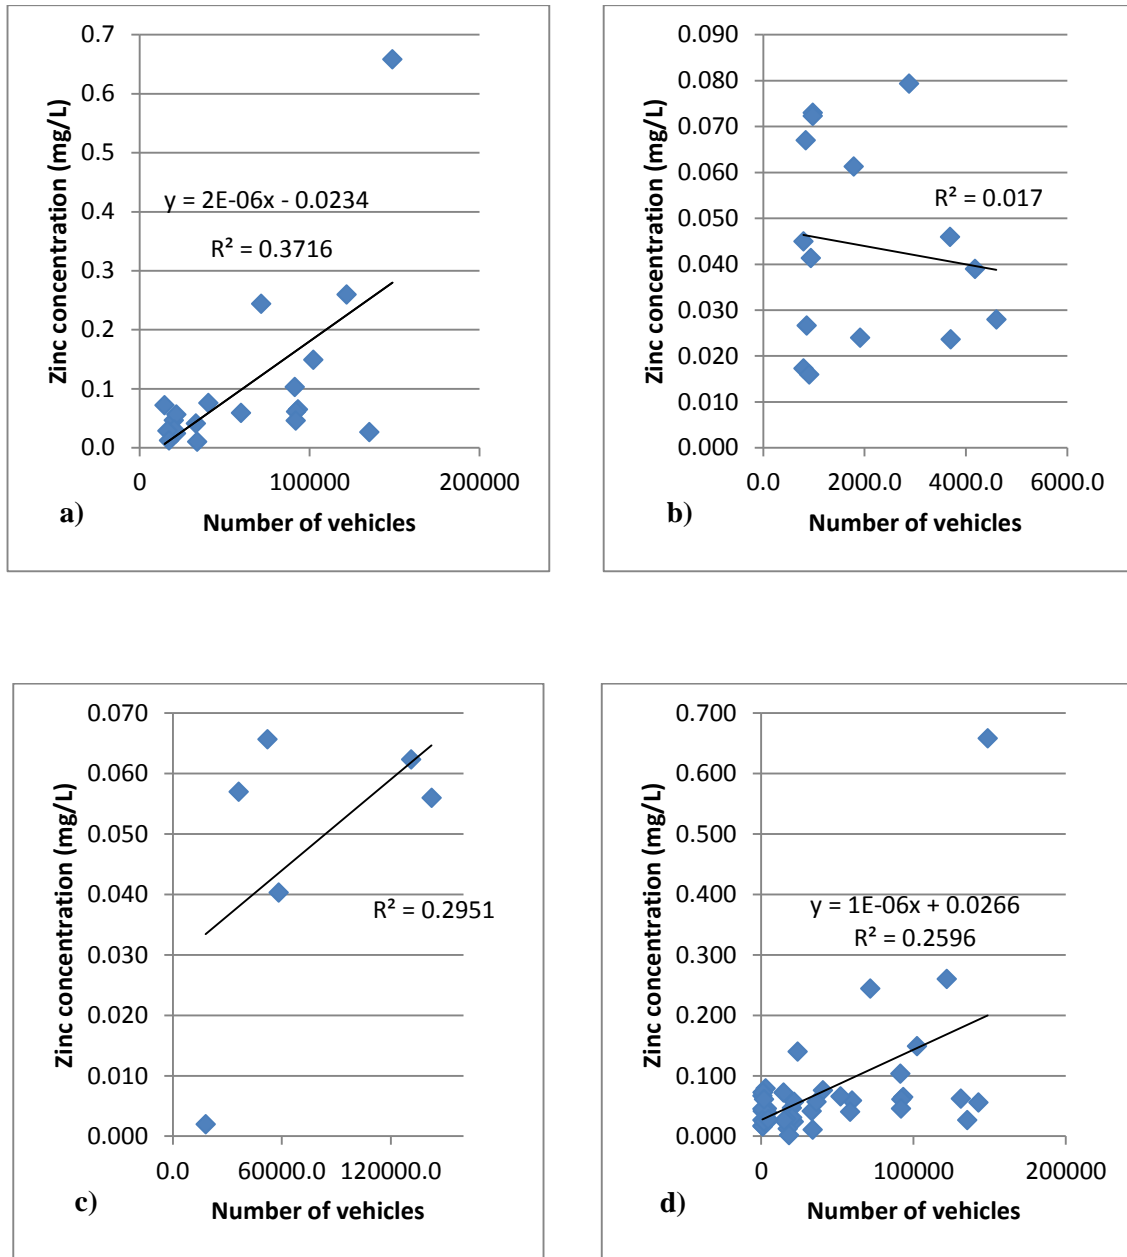 0.7
0.6
0.5
0.4
0.3
0.2
0.1
0.0
Zinc concentration (mg/L)
y = 2E-06x - 0.0234
R² = 0.3716
0 100000 200000
Number of vehicles
a)
0.090
0.080
0.070
0.060
0.050
0.040
0.030
0.020
0.010
0.000
Zinc concentration (mg/L)
R² = 0.017
0.0 2000.0 4000.0 6000.0
Number of vehicles
b)
0.070
0.060
0.050
0.040
0.030
0.020
0.010
0.000
Zinc concentration (mg/L)
R² = 0.2951
0.0 60000.0 120000.0
Number of vehicles
c)
0.700
0.600
0.500
0.400
0.300
0.200
0.100
0.000
Zinc concentration (mg/L)
y = 1E-06x + 0.0266
R² = 0.2596
0 100000 200000
Number of vehicles
d)